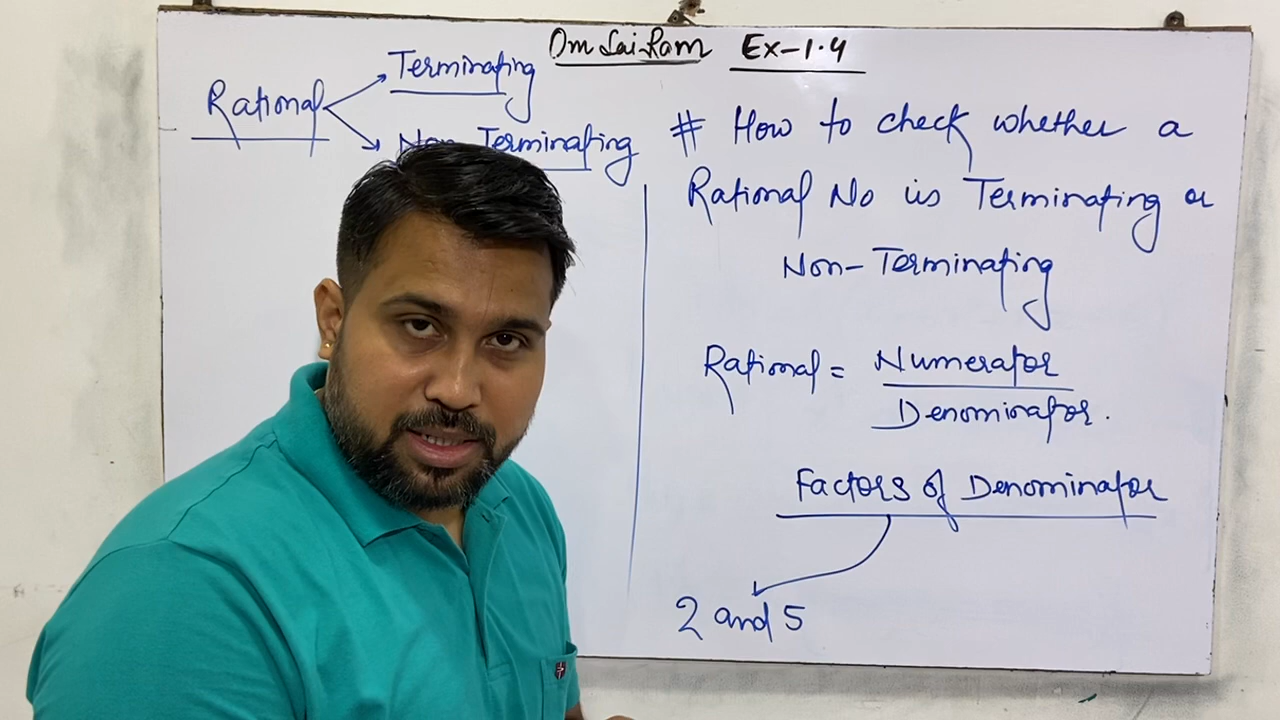 Om Sai Ram Ex-1.4
Rational
Terminating
Non-Terminating
# How to check whether a
Rational No is Terminating or
Non-Terminating
Rational = Numerator
Denominator.
Factors of Denominator
2 and 5